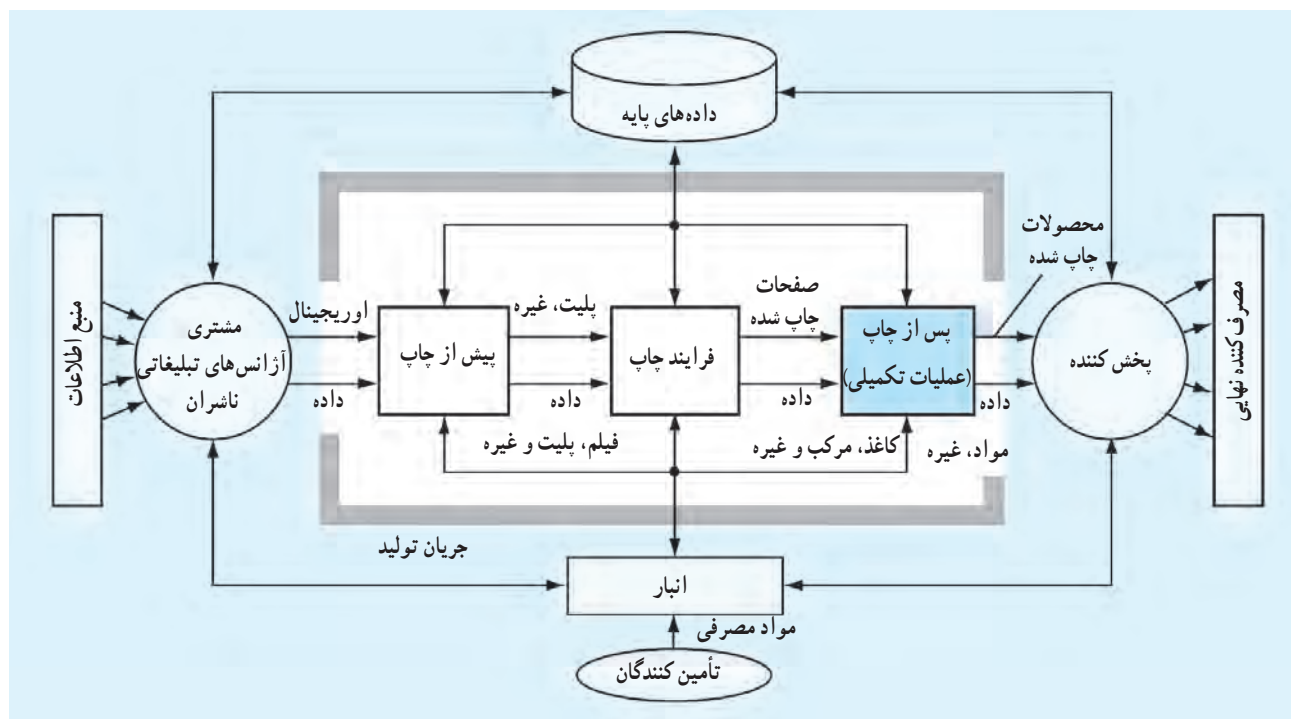 داده‌های پایه
منبع اطلاعات
مشتری
آژانس‌های تبلیغاتی
ناشران
اوریجینال
داده
پیش از چاپ
پلیت، غیره
داده
فرایند چاپ
صفحات
چاپ شده
داده
پس از چاپ
(عملیات تکمیلی)
محصولات
چاپ شده
داده
پخش کننده
مصرف کننده نهایی
فیلم، پلیت و غیره
کاغذ، مرکب و غیره
مواد، غیره
جریان تولید
انبار
مواد مصرفی
تأمین کنندگان